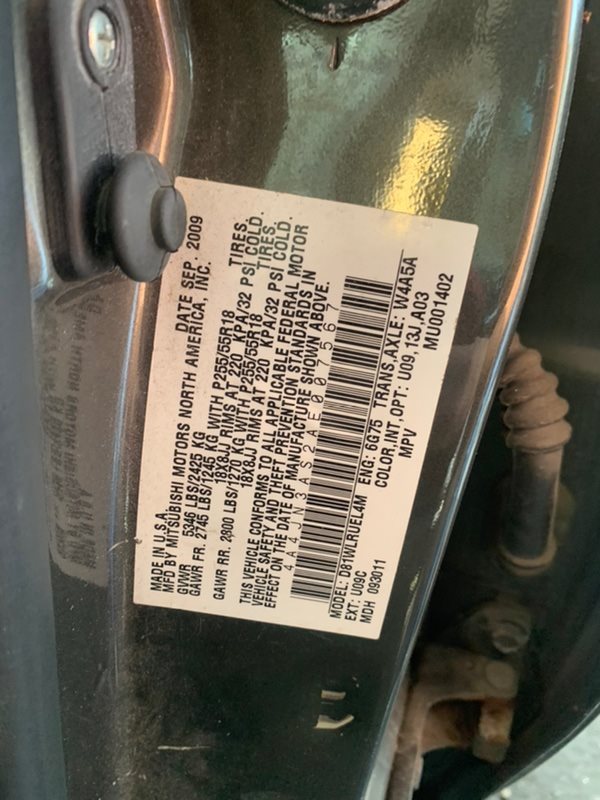 MADE IN U.S.A. DATE SEP. 2009
MFD BY MITSUBISHI MOTORS NORTH AMERICA, INC.
GVWR 5346 LBS/2425 KG
GAWR FR. 2745 LBS/1245 KG WITH P255/55R18 TIRES.
18X8JJ RIMS AT 220 KPA/32 PSI COLD.
GAWR RR. 2800 LBS/1270 KG WITH P255/55R18 TIRES.
18X8JJ RIMS AT 220 KPA/32 PSI COLD.
THIS VEHICLE CONFORMS TO ALL APPLICABLE FEDERAL MOTOR
VEHICLE SAFETY AND THEFT PREVENTION STANDARDS IN
EFFECT ON THE DATE OF MANUFACTURE SHOWN ABOVE.
4A4JN3AS2AE007567
MODEL: D81WLRDEL4M ENG: 6G75 TRANS,AXLE: W4A5A
EXT: U09C COLOR,INT,OPT: U09, 13J,A03
MDH 093011 MPV MIU001402